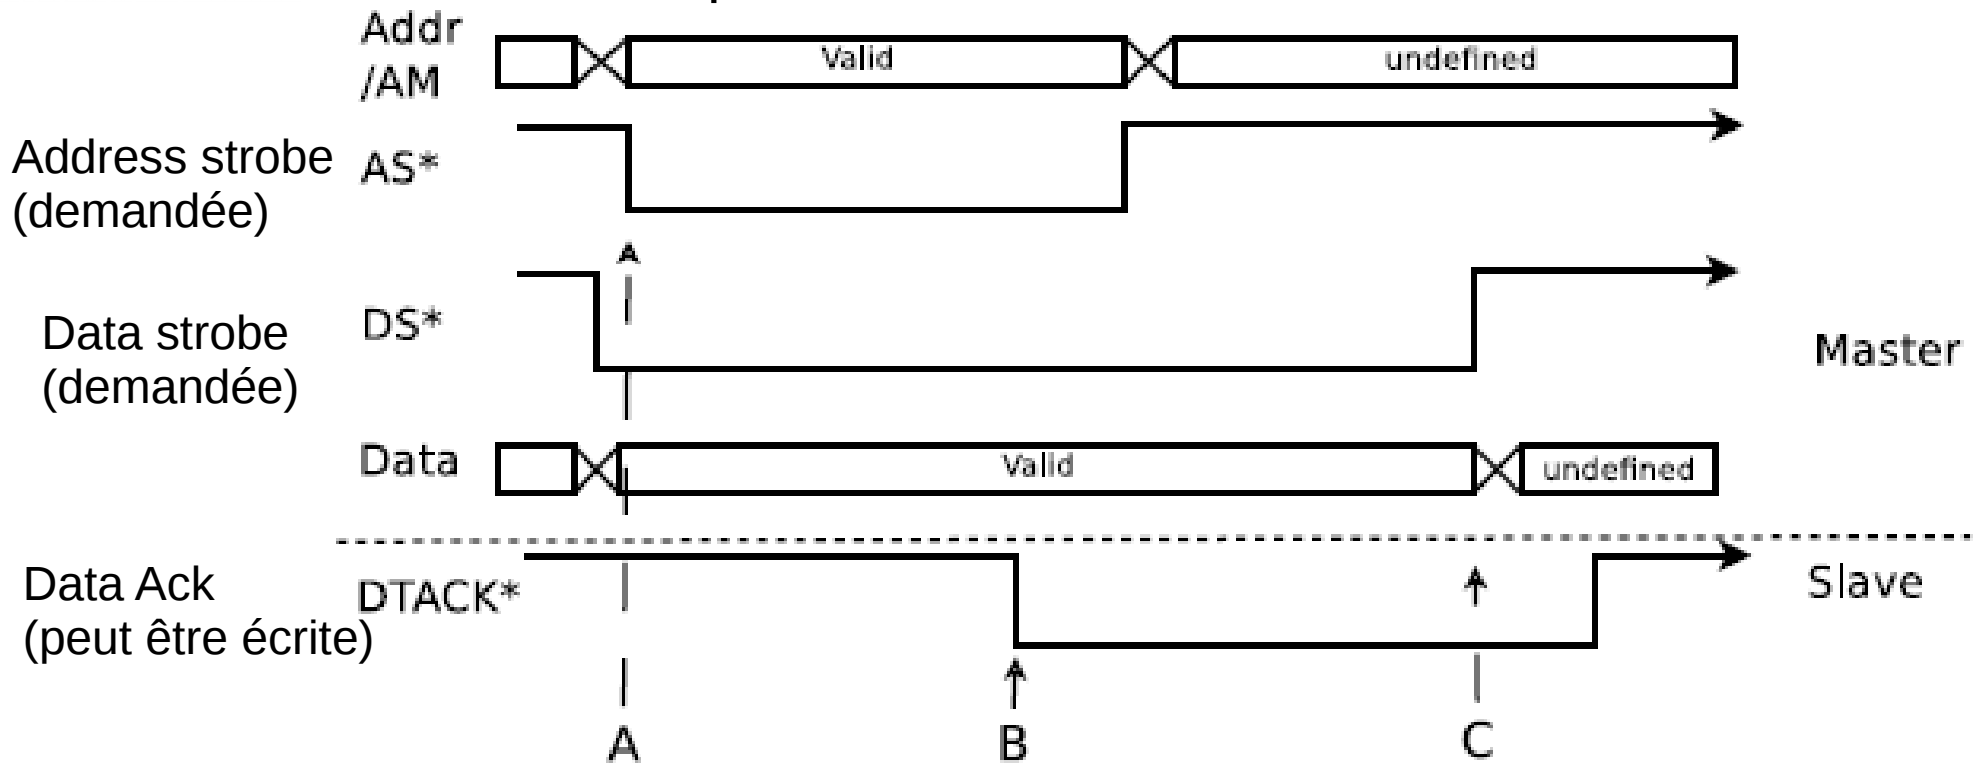 Addr
/AM
Valid
undefined
Address strobe
(demandée)
AS*
Data strobe
(demandée)
DS*
Master
Data
Valid
undefined
Data Ack
(peut être écrite)
DTACK*
Slave
A
B
C